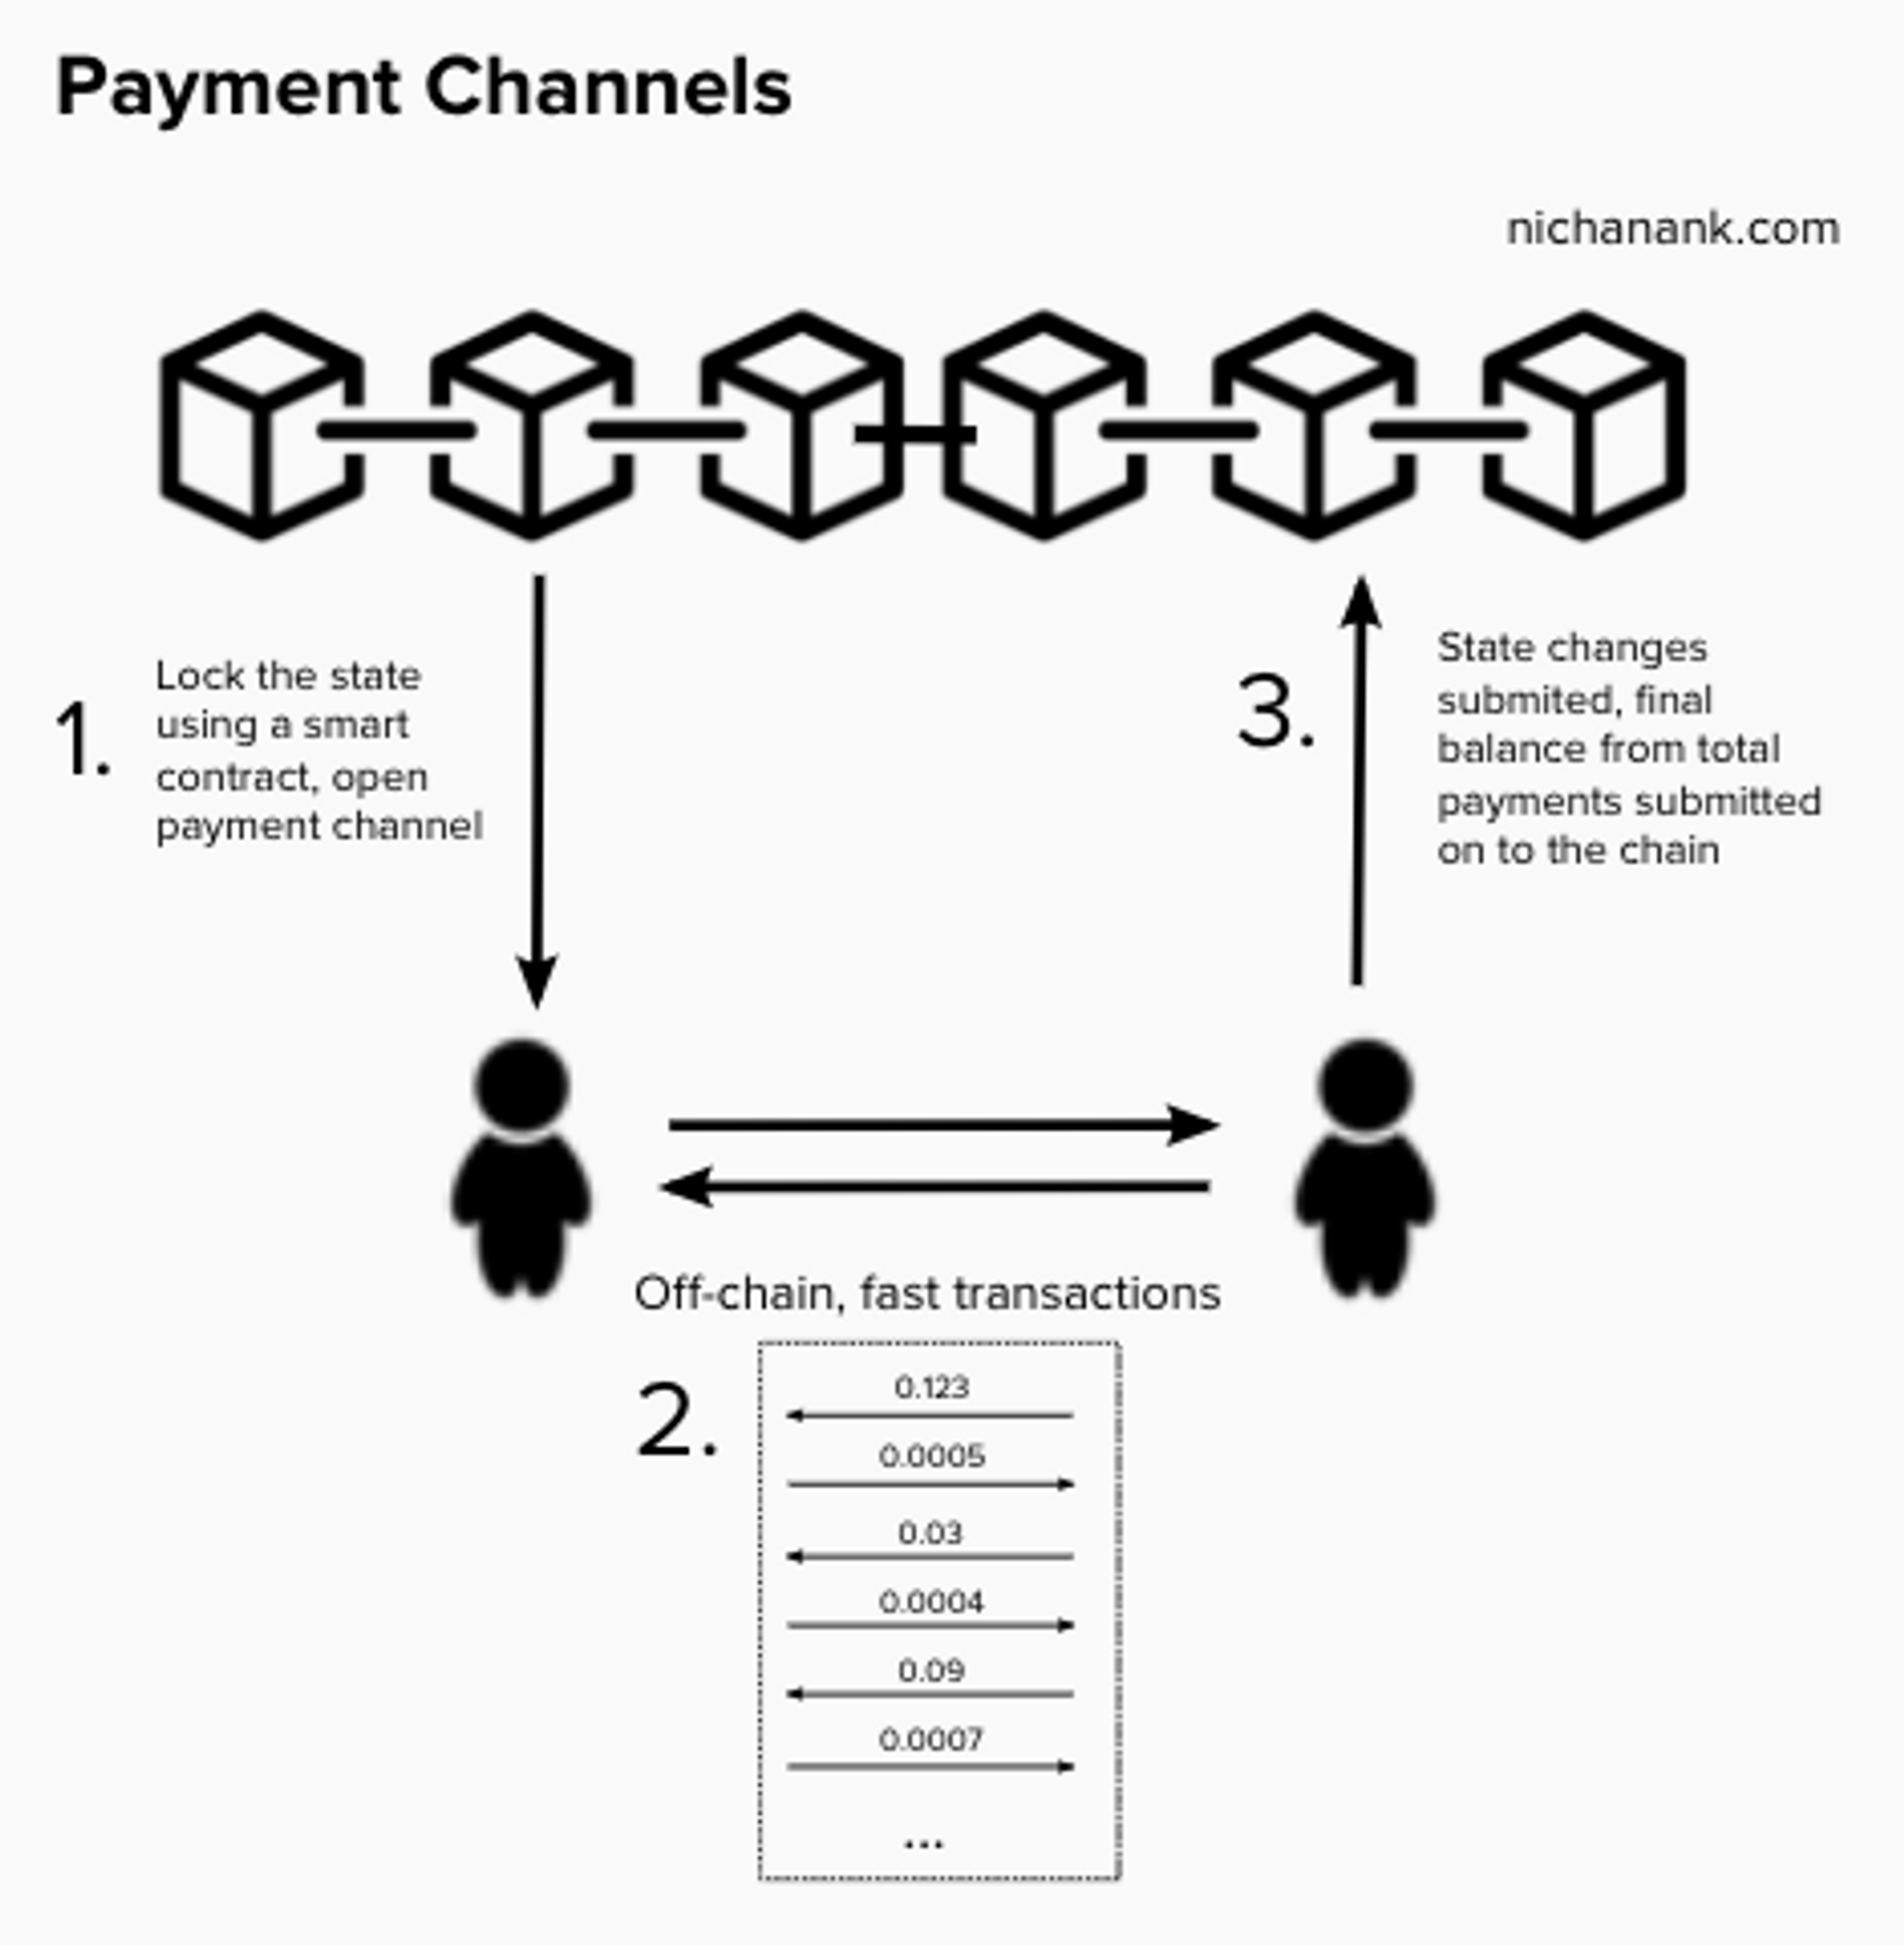 Payment Channels
nichanank.com
1.
Lock the state
using a smart
contract, open
payment channel
3.
State changes
submited, final
balance from total
payments submitted
on to the chain
Off-chain, fast transactions
2.
0.123
0.0005
0.03
0.0004
0.09
0.0007
...